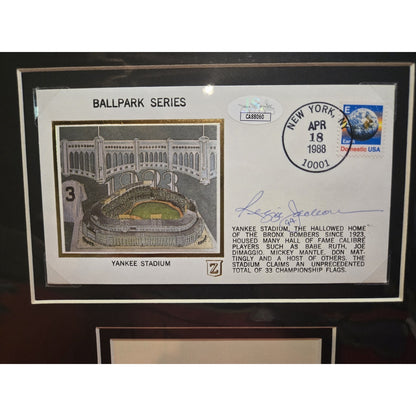 BALLPARK SERIES
CA88060
NEW YORK, NY
APR
18
1988
10001
E
Earth
Domestic USA
3
Reggie Jackson
YANKEE STADIUM, THE HALLOWED HOME
OF THE BRONX BOMBERS SINCE 1923,
HOUSED MANY HALL OF FAME CALIBRE
PLAYERS SUCH AS BABE RUTH, JOE
DIMAGGIO, MICKEY MANTLE, DON MAT-
TINGLY AND A HOST OF OTHERS. THE
STADIUM CLAIMS AN UNPRECEDENTED
TOTAL OF 33 CHAMPIONSHIP FLAGS.
YANKEE STADIUM
Z